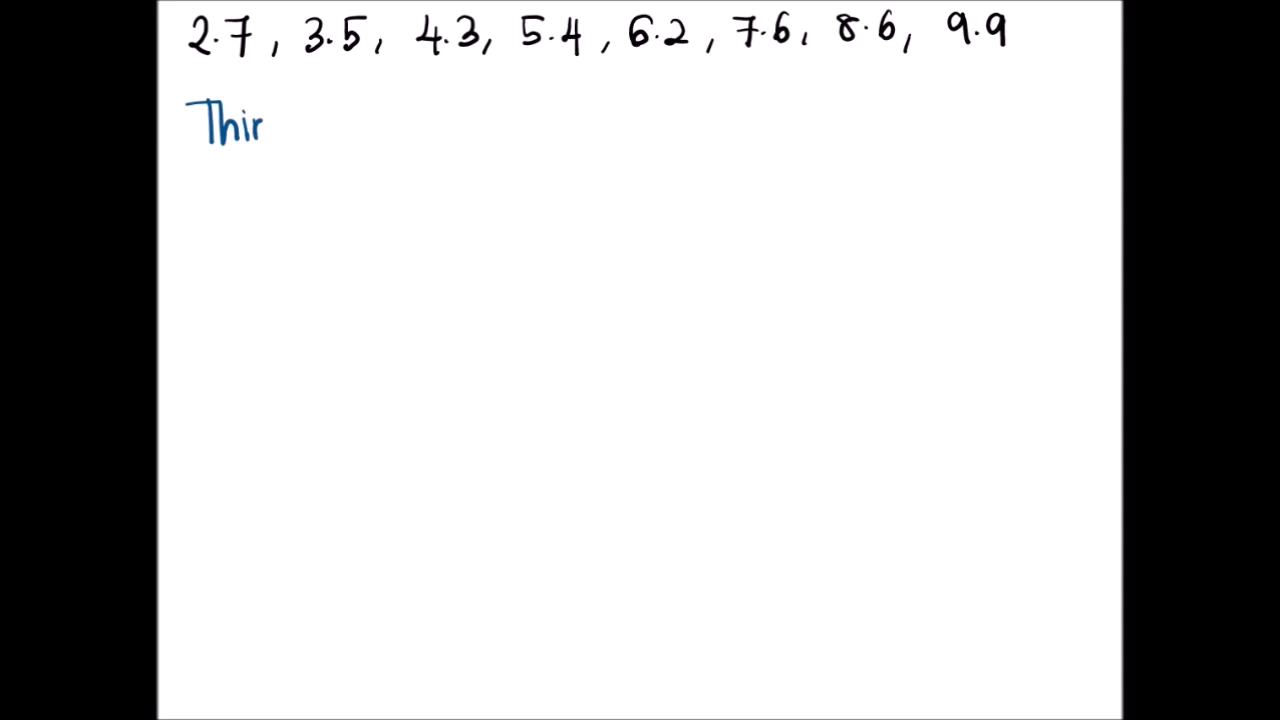 2.7, 3.5, 4.3, 5.4, 6.2, 7.6, 8.6, 9.9
Thir